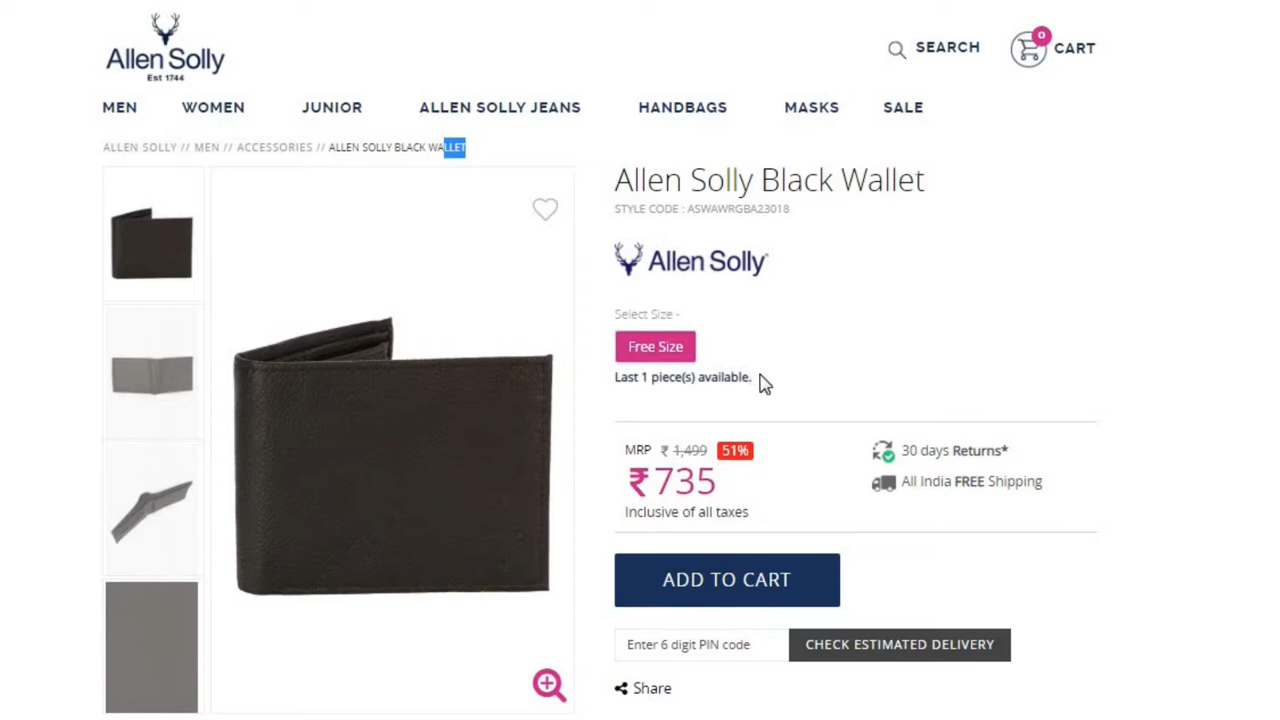 Allen Solly
Est 1744
SEARCH
0
CART
MEN WOMEN JUNIOR ALLEN SOLLY JEANS HANDBAGS MASKS SALE
ALLEN SOLLY // MEN // ACCESSORIES // ALLEN SOLLY BLACK WALLET
Allen Solly Black Wallet
STYLE CODE : ASWAWRGBA23018
Allen Solly
Select Size -
Free Size
Last 1 piece(s) available.
MRP ₹ 1,499 51%
₹735
Inclusive of all taxes
30 days Returns*
All India FREE Shipping
ADD TO CART
Enter 6 digit PIN code CHECK ESTIMATED DELIVERY
Share